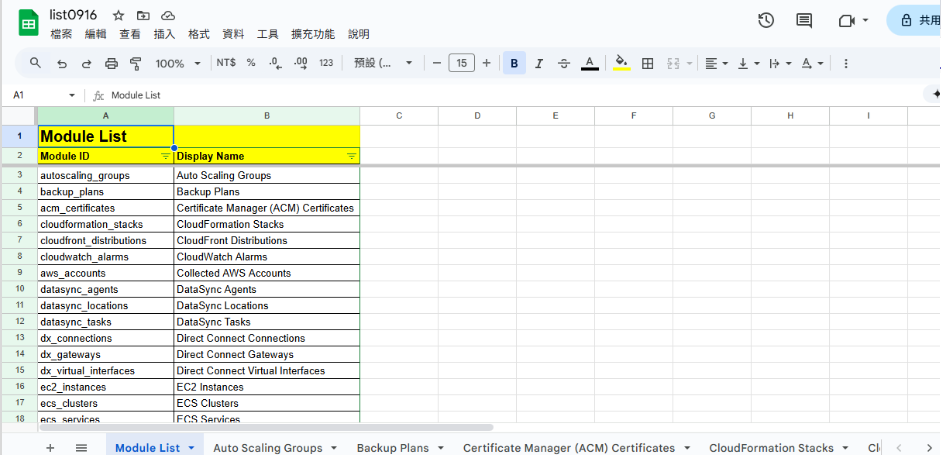 list0916
檔案 編輯 查看 插入 格式 資料 工具 擴充功能 說明
共用
100% NT$ % .0 .00 123 預設 (... 15 B I A
A1 fx Module List
A B C D E F G H I
1 Module List
2 Module ID Display Name
3 autoscaling_groups Auto Scaling Groups
4 backup_plans Backup Plans
5 acm_certificates Certificate Manager (ACM) Certificates
6 cloudformation_stacks CloudFormation Stacks
7 cloudfront_distributions CloudFront Distributions
8 cloudwatch_alarms CloudWatch Alarms
9 aws_accounts Collected AWS Accounts
10 datasync_agents DataSync Agents
11 datasync_locations DataSync Locations
12 datasync_tasks DataSync Tasks
13 dx_connections Direct Connect Connections
14 dx_gateways Direct Connect Gateways
15 dx_virtual_interfaces Direct Connect Virtual Interfaces
16 ec2_instances EC2 Instances
17 ecs_clusters ECS Clusters
18 ecs_services ECS Services
Module List Auto Scaling Groups Backup Plans Certificate Manager (ACM) Certificates CloudFormation Stacks